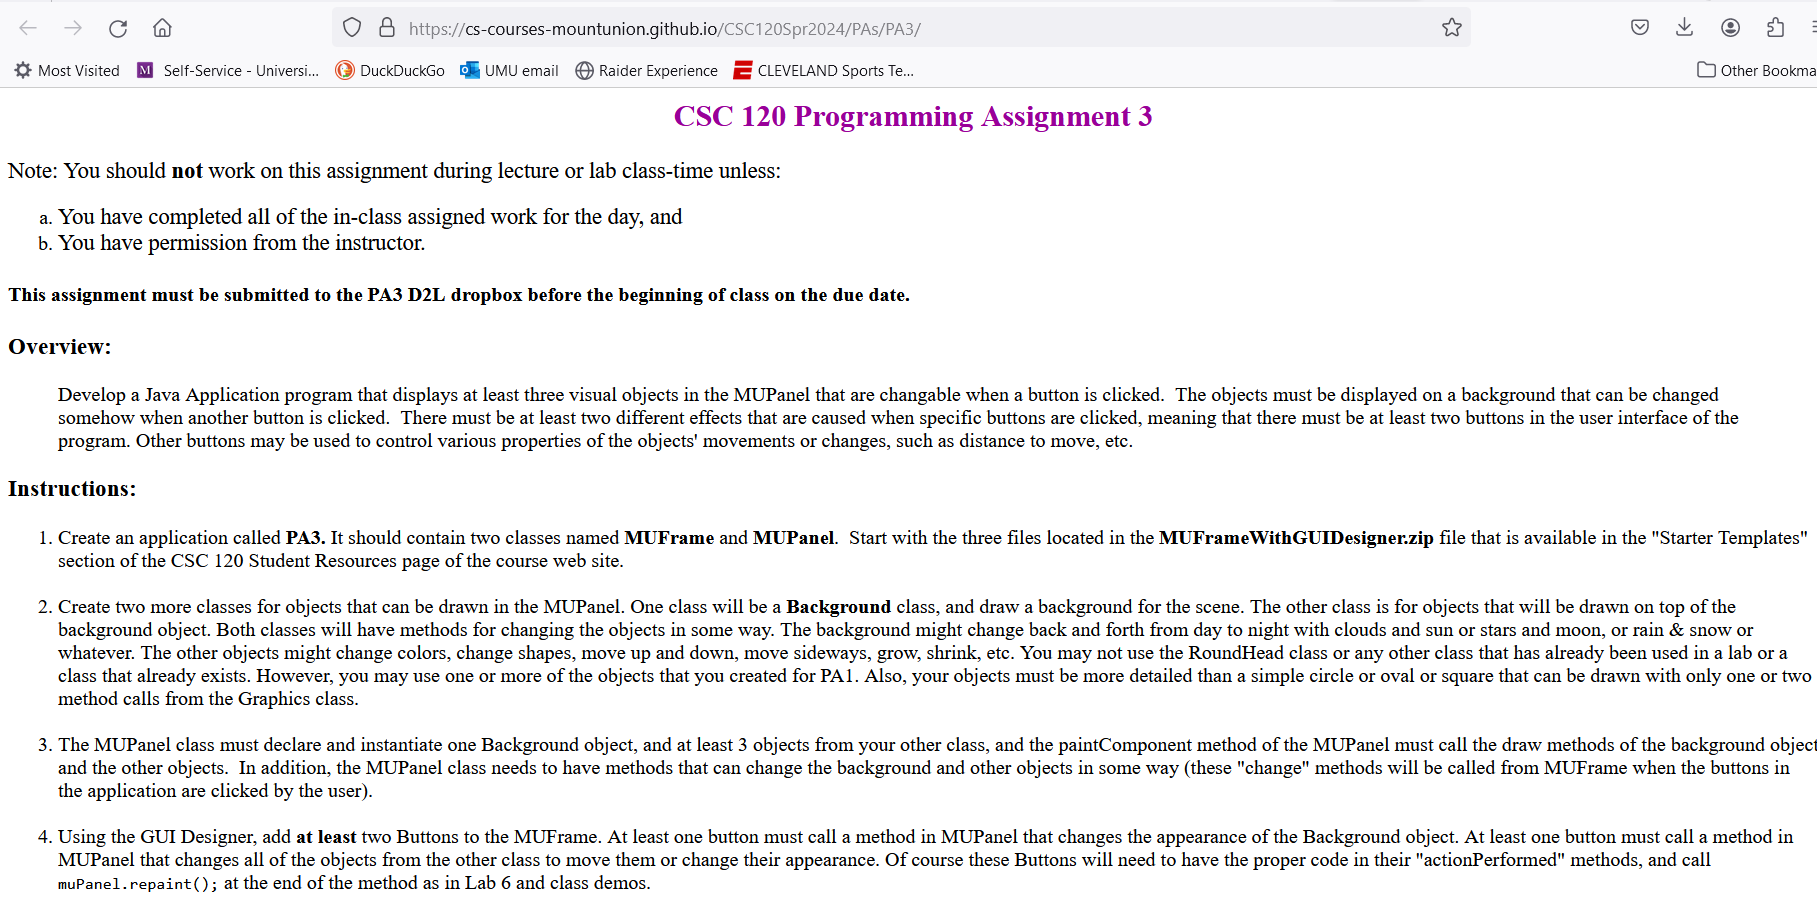 https://cs-courses-mountunion.github.io/CSC120Spr2024/PAs/PA3/
Most Visited
Self-Service - Universi...
DuckDuckGo
UMU email
Raider Experience
CLEVELAND Sports Te...
Other Bookma
CSC 120 Programming Assignment 3
Note: You should not work on this assignment during lecture or lab class-time unless:
a. You have completed all of the in-class assigned work for the day, and
b. You have permission from the instructor.
This assignment must be submitted to the PA3 D2L dropbox before the beginning of class on the due date.
Overview:
Develop a Java Application program that displays at least three visual objects in the MUPanel that are changable when a button is clicked.  The objects must be displayed on a background that can be changed
somehow when another button is clicked.  There must be at least two different effects that are caused when specific buttons are clicked, meaning that there must be at least two buttons in the user interface of the
program. Other buttons may be used to control various properties of the objects' movements or changes, such as distance to move, etc.
Instructions:
1. Create an application called PA3. It should contain two classes named MUFrame and MUPanel.  Start with the three files located in the MUFrameWithGUIDesigner.zip file that is available in the "Starter Templates"
section of the CSC 120 Student Resources page of the course web site.
2. Create two more classes for objects that can be drawn in the MUPanel. One class will be a Background class, and draw a background for the scene. The other class is for objects that will be drawn on top of the
background object. Both classes will have methods for changing the objects in some way. The background might change back and forth from day to night with clouds and sun or stars and moon, or rain & snow or
whatever. The other objects might change colors, change shapes, move up and down, move sideways, grow, shrink, etc. You may not use the RoundHead class or any other class that has already been used in a lab or a
class that already exists. However, you may use one or more of the objects that you created for PA1. Also, your objects must be more detailed than a simple circle or oval or square that can be drawn with only one or two
method calls from the Graphics class.
3. The MUPanel class must declare and instantiate one Background object, and at least 3 objects from your other class, and the paintComponent method of the MUPanel must call the draw methods of the background object
and the other objects.  In addition, the MUPanel class needs to have methods that can change the background and other objects in some way (these "change" methods will be called from MUFrame when the buttons in
the application are clicked by the user).
4. Using the GUI Designer, add at least two Buttons to the MUFrame. At least one button must call a method in MUPanel that changes the appearance of the Background object. At least one button must call a method in
MUPanel that changes all of the objects from the other class to move them or change their appearance. Of course these Buttons will need to have the proper code in their "actionPerformed" methods, and call
muPanel.repaint(); at the end of the method as in Lab 6 and class demos.